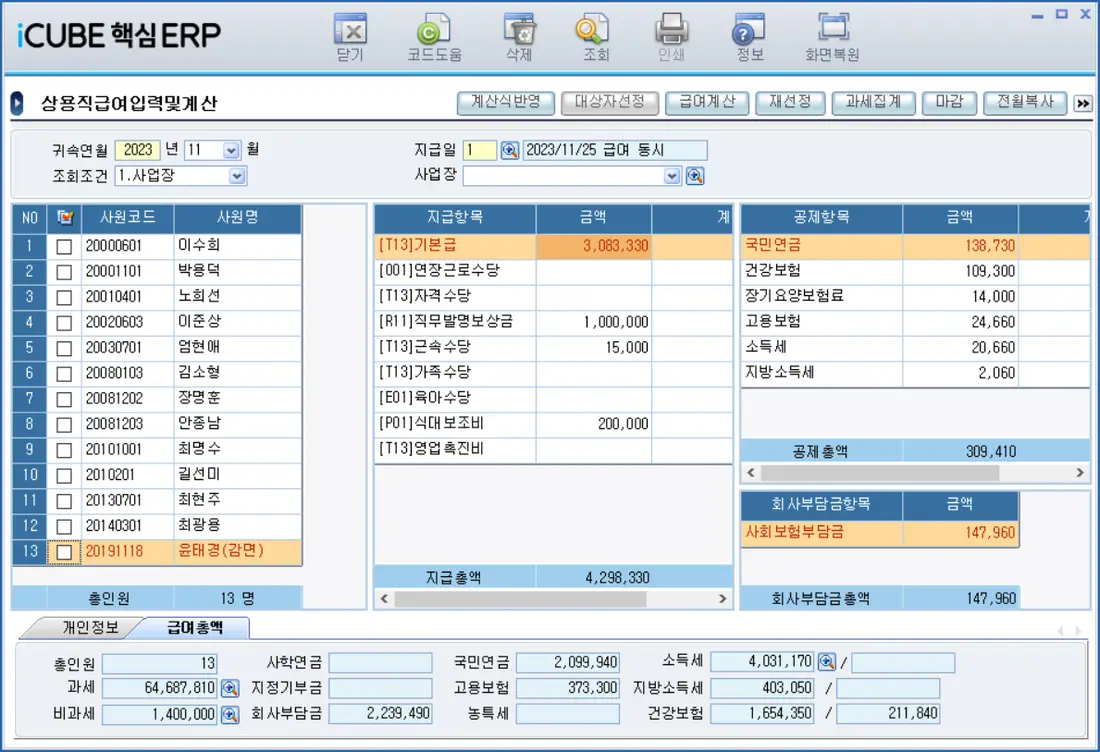 iCUBE 핵심ERP
닫기 코드도움 삭제 조회 인쇄 정보 화면복원
상용직급여입력및계산 계산식반영 대상자선정 급여계산 재선정 과세집계 마감 전월복사
귀속연월 2023 년 11 월 지급일 1 2023/11/25 급여 동시
조회조건 1.사업장 사업장
NO 사원코드 사원명
1 20000601 이수희
2 20001101 박용덕
3 20010401 노희선
4 20020603 이준상
5 20030701 엄현애
6 20080103 김소형
7 20081202 장명훈
8 20081203 안종남
9 20101001 최명수
10 2010201 길선미
11 20130701 최현주
12 20140301 최광용
13 20191118 윤태경(감면)
총인원 13 명
지급항목 금액 계
[T13]기본급 3,083,330
[001]연장근로수당
[T13]자격수당
[R11]직무발명보상금 1,000,000
[T13]근속수당 15,000
[T13]가족수당
[E01]육아수당
[P01]식대보조비 200,000
[T13]영업촉진비
지급총액 4,298,330
공제항목 금액
국민연금 138,730
건강보험 109,300
장기요양보험료 14,000
고용보험 24,660
소득세 20,660
지방소득세 2,060
공제총액 309,410
회사부담금항목 금액
사회보험부담금 147,960
회사부담금총액 147,960
개인정보 급여총액
총인원 13 사학연금 국민연금 2,099,940 소득세 4,031,170 /
과세 64,687,810 지정기부금 고용보험 373,300 지방소득세 403,050 /
비과세 1,400,000 회사부담금 2,239,490 농특세 건강보험 1,654,350 / 211,840